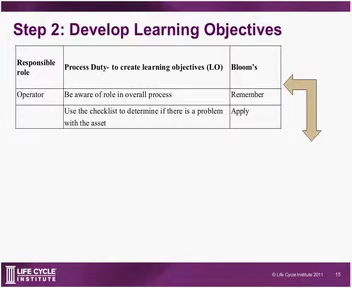 Step 2: Develop Learning Objectives
Responsible
role
Process Duty- to create learning objectives (LO)
Bloom's
Operator
Be aware of role in overall process
Remember
Use the checklist to determine if there is a problem
with the asset
Apply
LIFE CYCLE
INSTITUTE
© Life Cycle Institute 2011
15